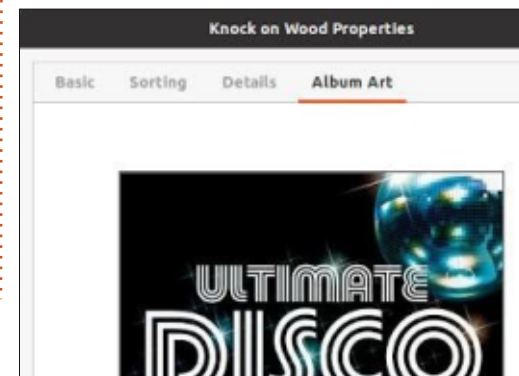 Knock on Wood Properties
Basic Sorting Details Album Art
ULTIMATE
DISCO